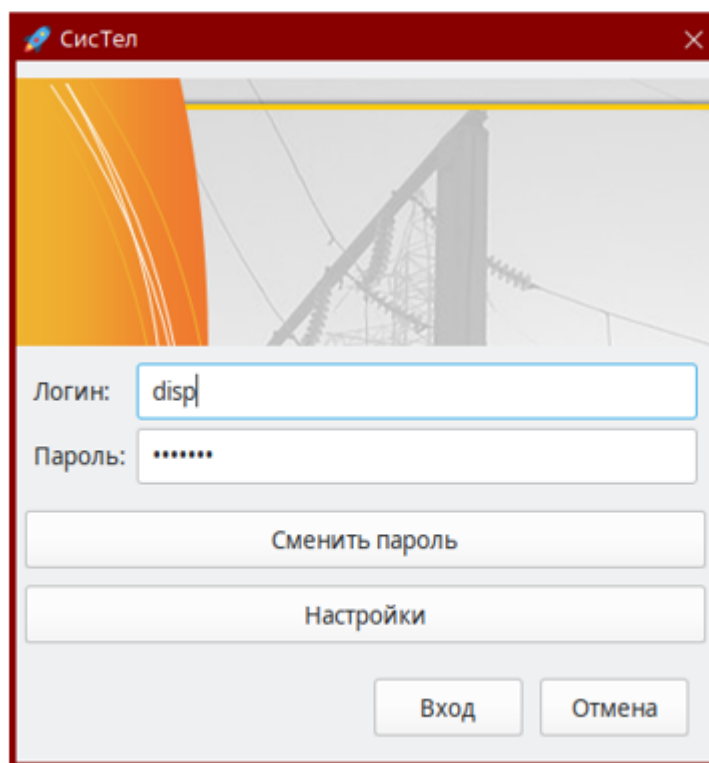 СисТел
Логин: disp
Пароль: •••••••
Сменить пароль
Настройки
Вход Отмена